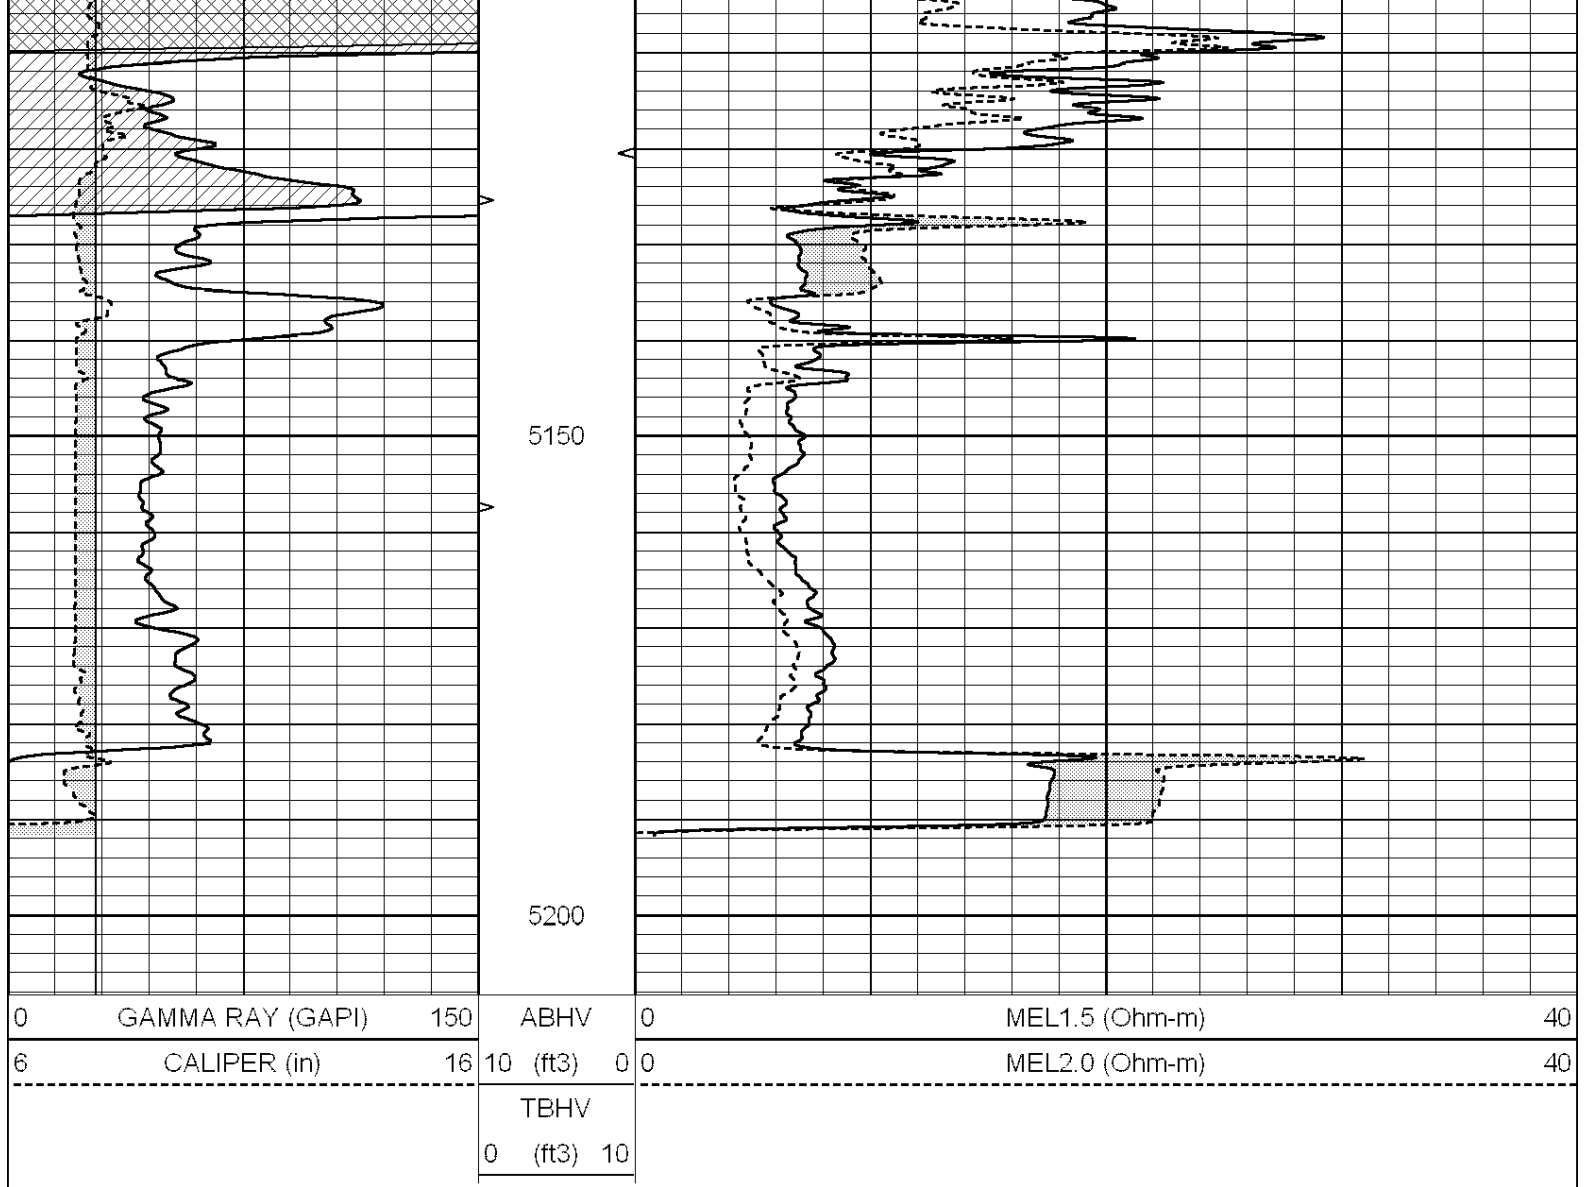 5150
5200
0 GAMMA RAY (GAPI) 150 ABHV 0 MEL1.5 (Ohm-m) 40
6 CALIPER (in) 16 10 (ft3) 0 0 MEL2.0 (Ohm-m) 40
TBHV
0 (ft3) 10